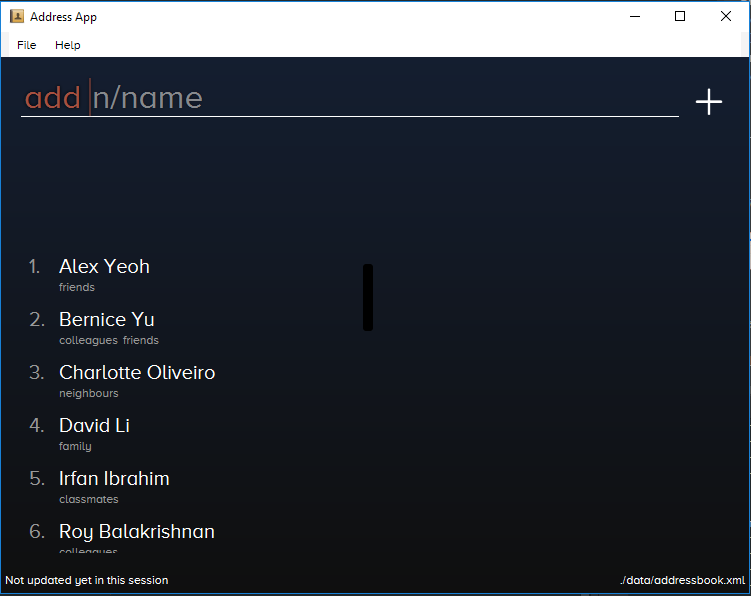 Address App
File Help
add n/name
1. Alex Yeoh
friends
2. Bernice Yu
colleagues friends
3. Charlotte Oliveiro
neighbours
4. David Li
family
5. Irfan Ibrahim
classmates
6. Roy Balakrishnan
colleagues
Not updated yet in this session ./data/addressbook.xml